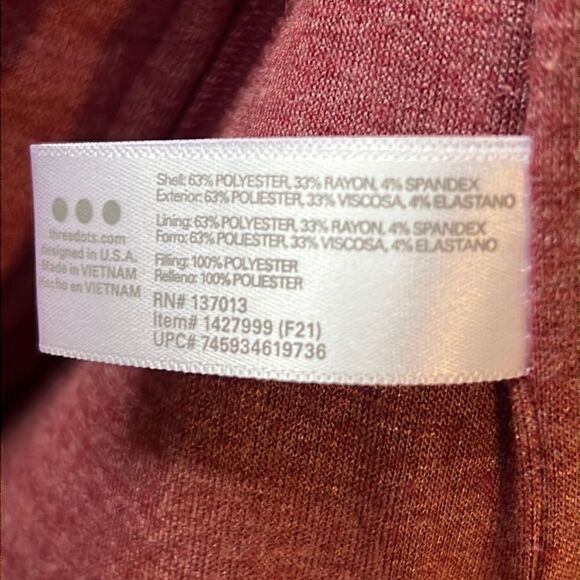 threedots.com
designed in U.S.A.
Made in VIETNAM
Hecho en VIETNAM
Shell: 63% POLYESTER, 33% RAYON, 4% SPANDEX
Exterior: 63% POLIESTER, 33% VISCOSA, 4% ELASTANO
Lining: 63% POLYESTER, 33% RAYON, 4% SPANDEX
Forro: 63% POLIESTER, 33% VISCOSA, 4% ELASTANO
Filling: 100% POLYESTER
Relleno: 100% POLIESTER
RN# 137013
Item# 1427999 (F21)
UPC# 745934619736